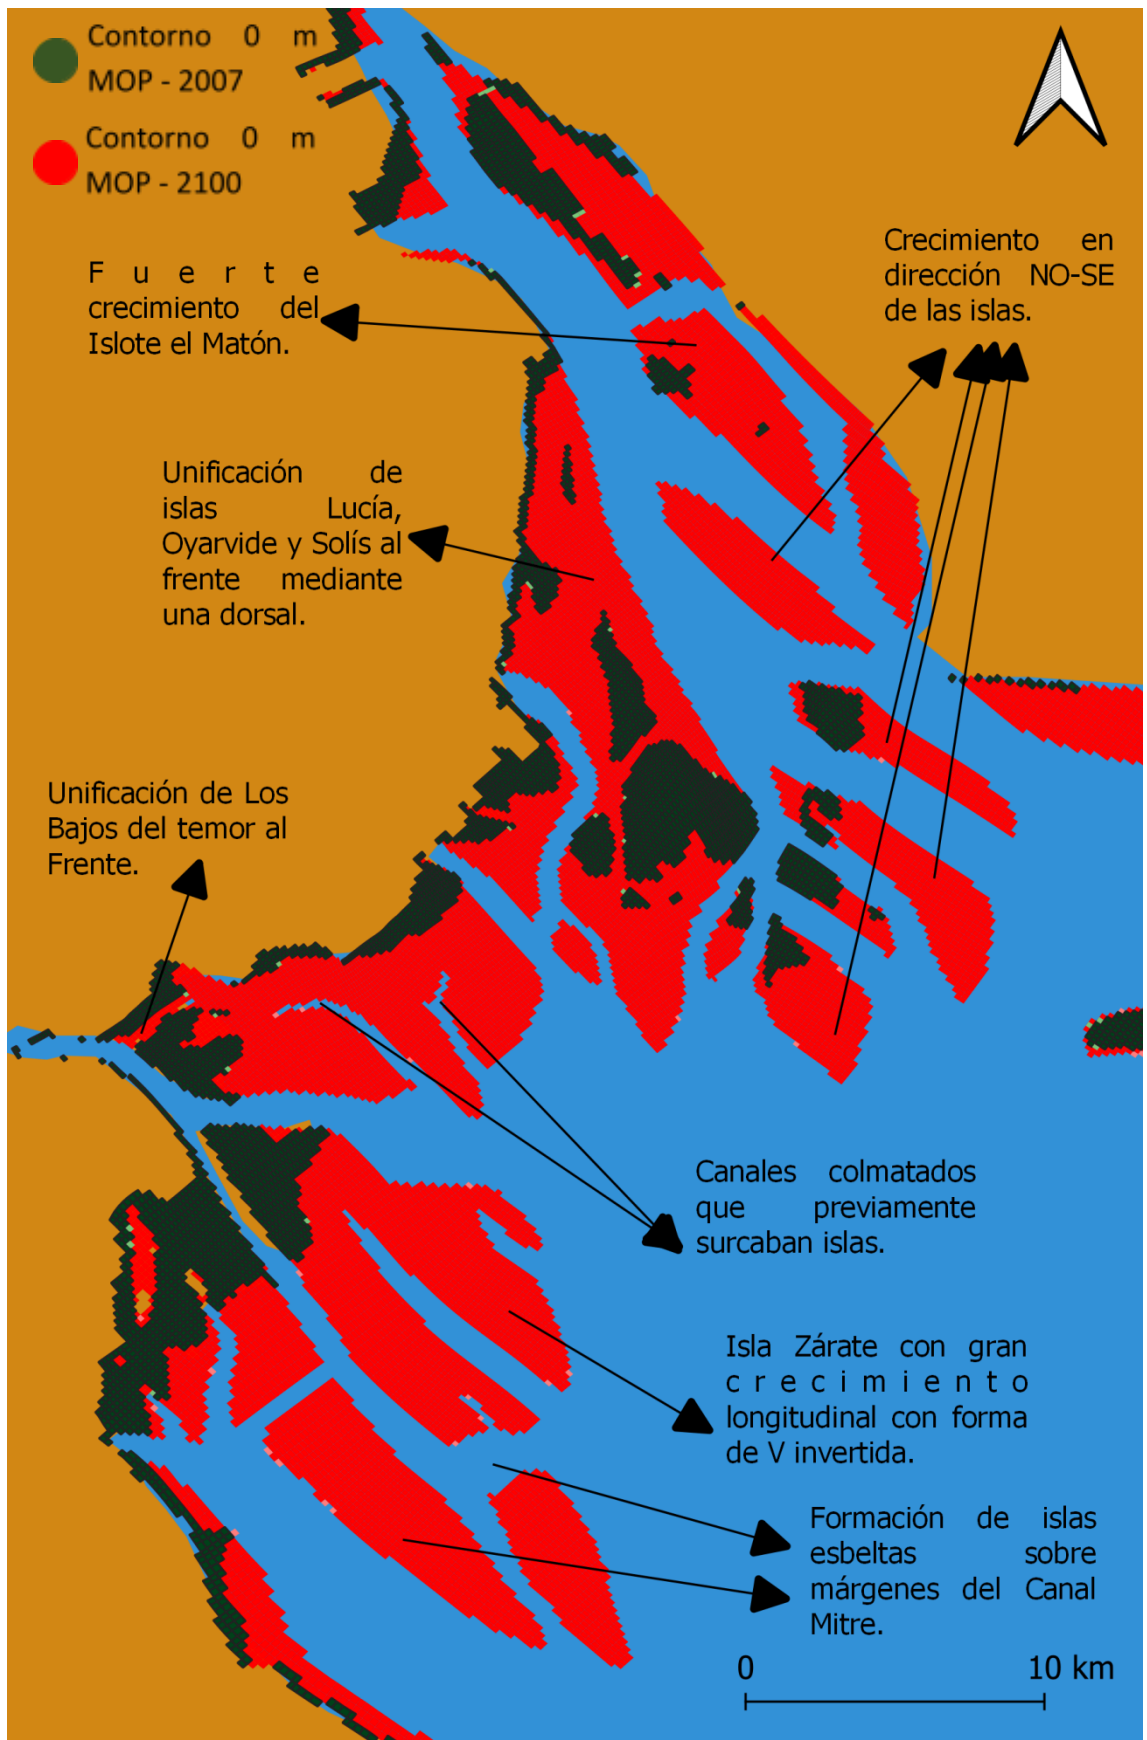 Contorno 0 m
MOP - 2007
Contorno 0 m
MOP - 2100
Crecimiento en
dirección NO-SE
de las islas.
F u e r t e
crecimiento del
Islote el Matón.
Unificación de
islas Lucía,
Oyarvide y Solís al
frente mediante
una dorsal.
Unificación de Los
Bajos del temor al
Frente.
Canales colmatados
que previamente
surcaban islas.
Isla Zárate con gran
c r e c i m i e n t o
longitudinal con forma
de V invertida.
Formación de islas
esbeltas sobre
márgenes del Canal
Mitre.
0 10 km